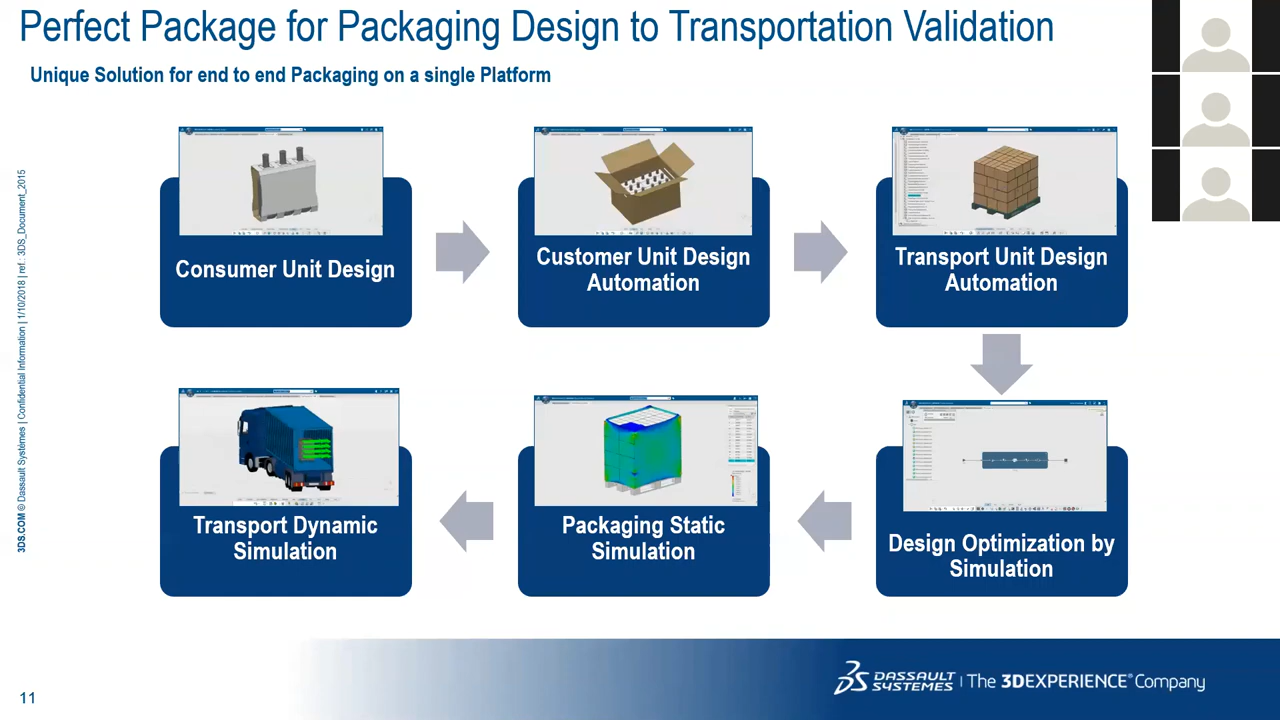 Perfect Package for Packaging Design to Transportation Validation
Unique Solution for end to end Packaging on a single Platform
Consumer Unit Design
Customer Unit Design
Automation
Transport Unit Design
Automation
Transport Dynamic
Simulation
Packaging Static
Simulation
Design Optimization by
Simulation
3DS.COM © Dassault Systèmes | Confidential Information | 1/10/2018 | ref.: 3DS_Document_2015
11
DASSAULT
SYSTEMES | The 3DEXPERIENCE® Company